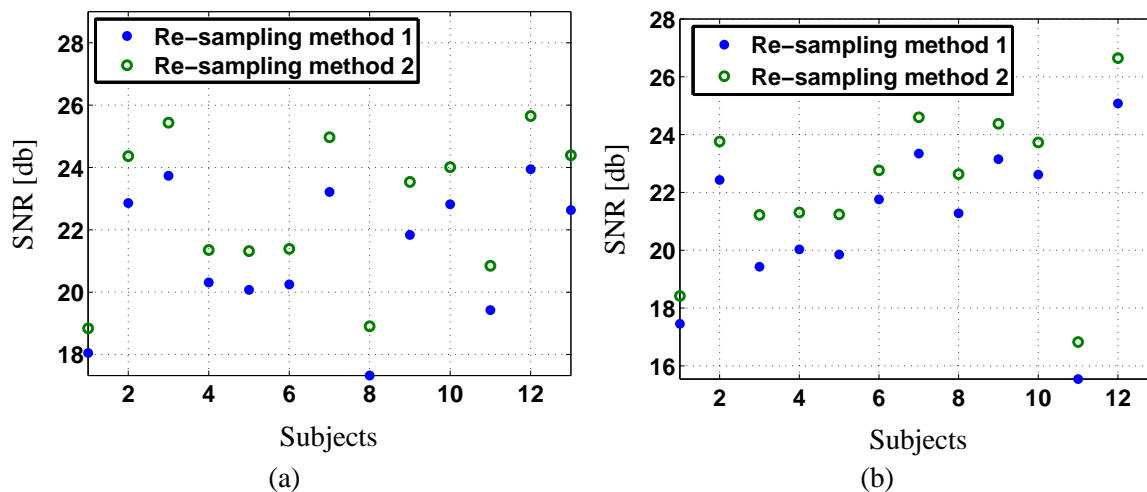 28
26
24
22
20
18
SNR [db]
Re-sampling method 1
Re-sampling method 2
2 4 6 8 10 12
Subjects
(a)
28
26
24
22
20
18
16
SNR [db]
Re-sampling method 1
Re-sampling method 2
2 4 6 8 10 12
Subjects
(b)